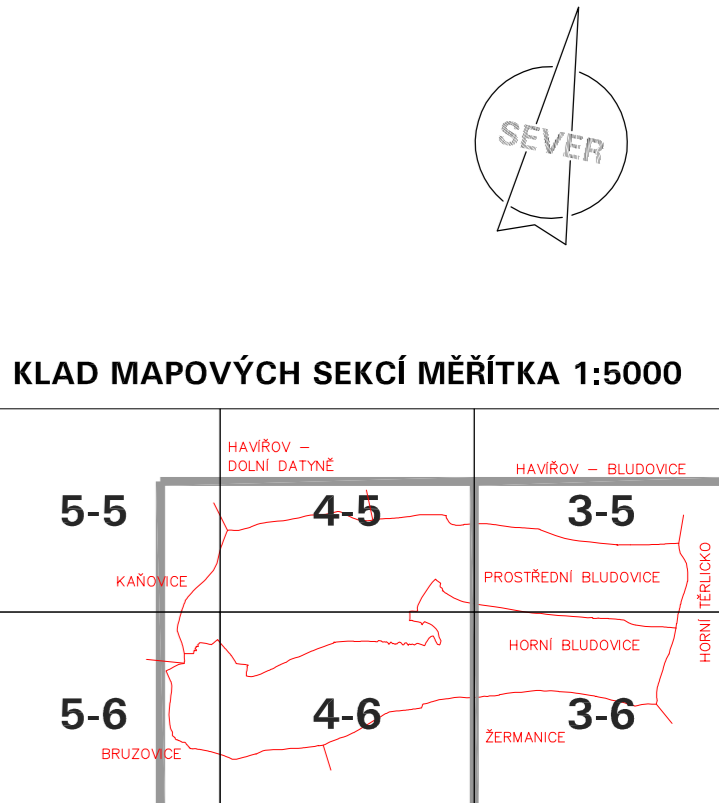 SEVER
KLAD MAPOVÝCH SEKCÍ MĚŘÍTKA 1:5000
HAVÍŘOV –
DOLNÍ DATYNĚ
HAVÍŘOV – BLUDOVICE
5-5
4-5
3-5
KAŇOVICE
PROSTŘEDNÍ BLUDOVICE
HORNÍ TĚRLICKO
HORNÍ BLUDOVICE
5-6
4-6
3-6
BRUZOVICE
ŽERMANICE